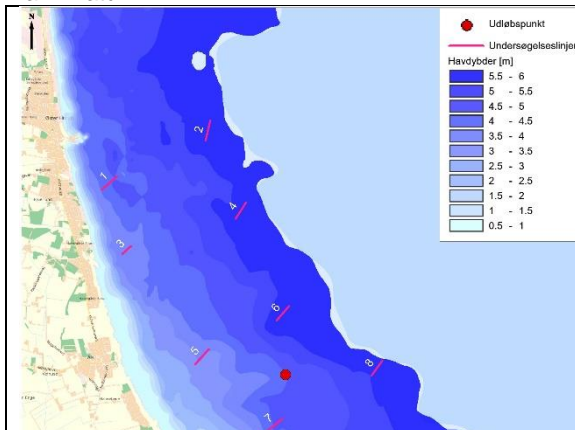 N
Udløbspunkt
Undersøgelseslinjer
Havdybder [m]
5.5 - 6
5 - 5.5
4.5 - 5
4 - 4.5
3.5 - 4
3 - 3.5
2.5 - 3
2 - 2.5
1.5 - 2
1 - 1.5
0.5 - 1
2
1
4
3
6
5
8
7